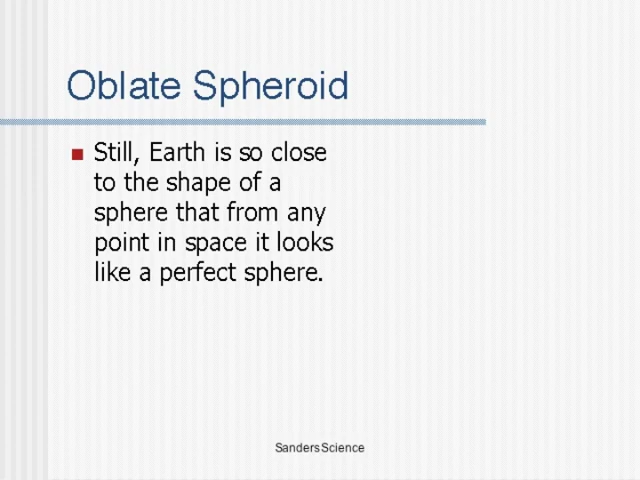 Oblate Spheroid
Still, Earth is so close
to the shape of a
sphere that from any
point in space it looks
like a perfect sphere.
SandersScience